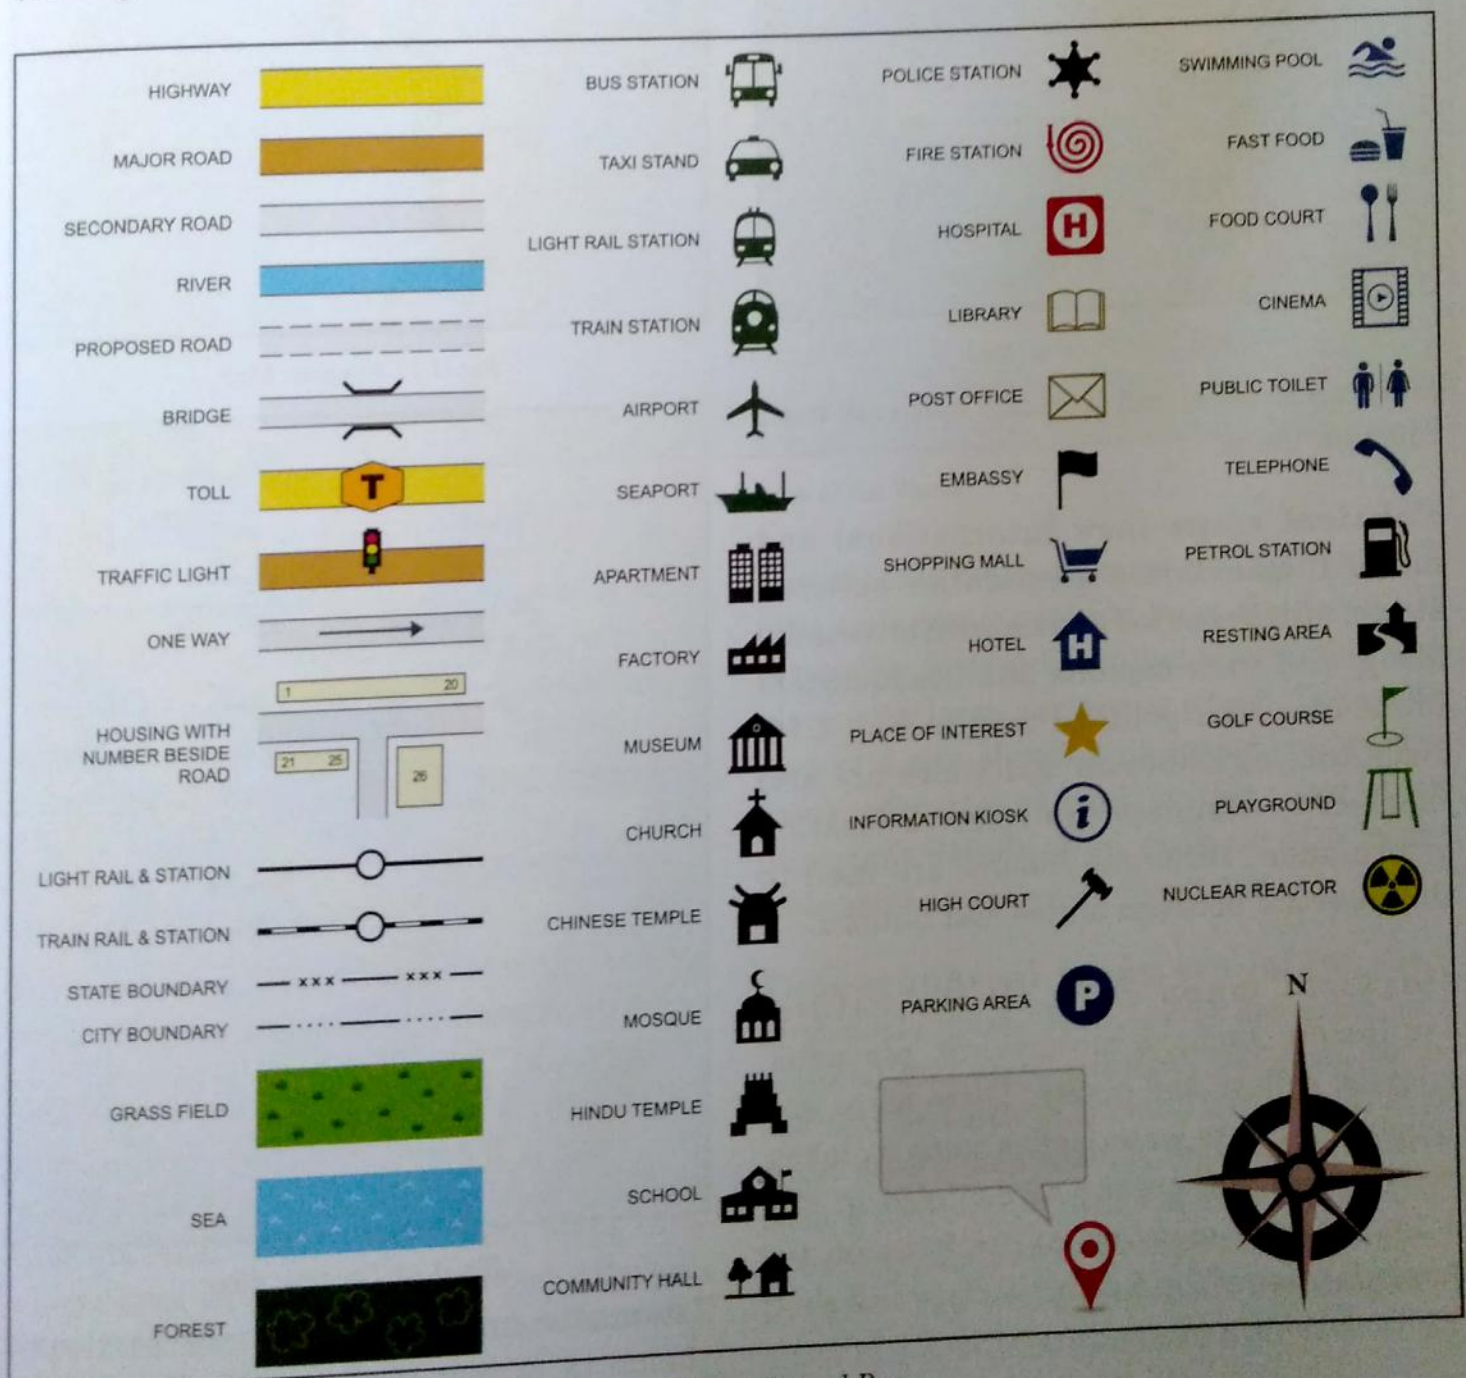 HIGHWAY
MAJOR ROAD
SECONDARY ROAD
RIVER
PROPOSED ROAD
BRIDGE
TOLL
T
TRAFFIC LIGHT
ONE WAY
1 20
HOUSING WITH
NUMBER BESIDE
ROAD
21 25
26
LIGHT RAIL & STATION
TRAIN RAIL & STATION
STATE BOUNDARY
xxx xxx
CITY BOUNDARY
GRASS FIELD
SEA
FOREST
BUS STATION
TAXI STAND
LIGHT RAIL STATION
TRAIN STATION
AIRPORT
SEAPORT
APARTMENT
FACTORY
MUSEUM
CHURCH
CHINESE TEMPLE
MOSQUE
HINDU TEMPLE
SCHOOL
COMMUNITY HALL
POLICE STATION
FIRE STATION
HOSPITAL
H
LIBRARY
POST OFFICE
EMBASSY
SHOPPING MALL
HOTEL
H
PLACE OF INTEREST
INFORMATION KIOSK
i
HIGH COURT
PARKING AREA
P
SWIMMING POOL
FAST FOOD
FOOD COURT
CINEMA
PUBLIC TOILET
TELEPHONE
PETROL STATION
RESTING AREA
GOLF COURSE
PLAYGROUND
NUCLEAR REACTOR
N